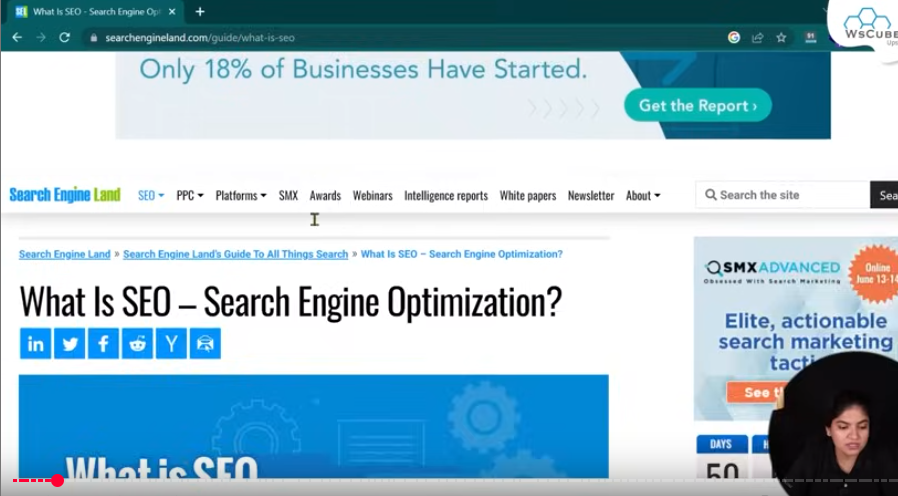 What Is SEO - Search Engine Opt
searchengineland.com/guide/what-is-seo
WsCube
Only 18% of Businesses Have Started.
Get the Report ›
Search Engine Land
SEO PPC Platforms SMX Awards Webinars Intelligence reports White papers Newsletter About
Search the site
Sea
Search Engine Land » Search Engine Land's Guide To All Things Search » What Is SEO – Search Engine Optimization?
What Is SEO – Search Engine Optimization?
SMX ADVANCED
Obsessed With Search Marketing
Online
June 13-14
Elite, actionable
search marketing
tacti
See t
What is SEO
DAYS H
50